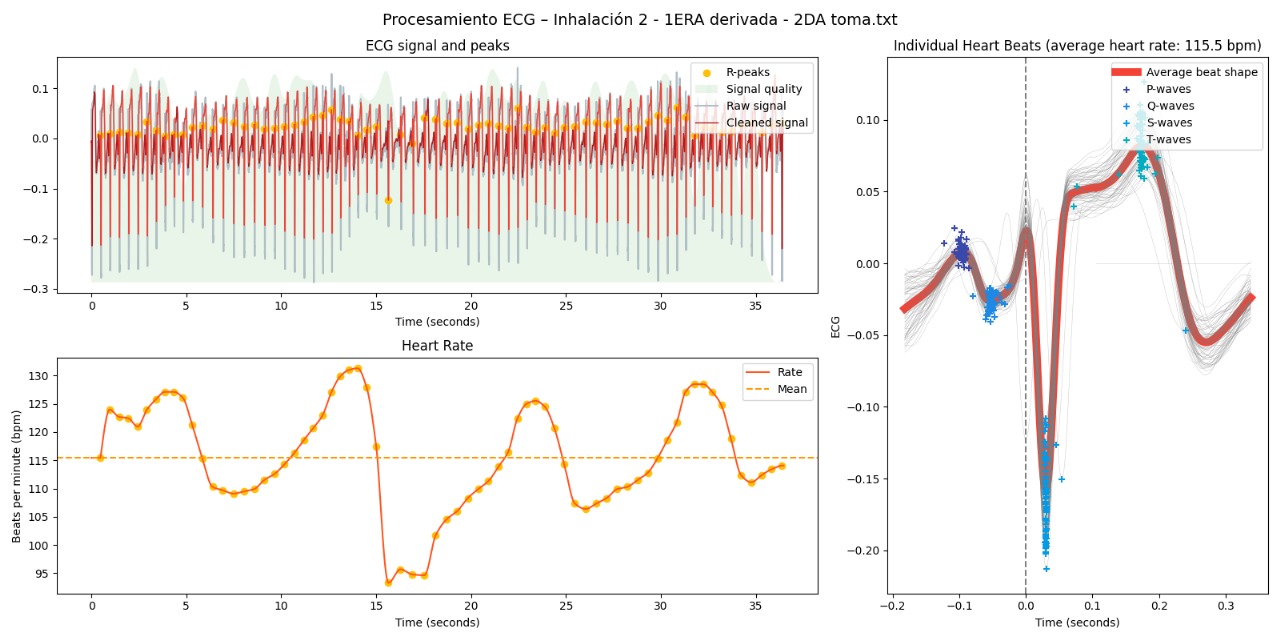 Procesamiento ECG – Inhalación 2 - 1ERA derivada - 2DA toma.txt
ECG signal and peaks
R-peaks
Signal quality
Raw signal
Cleaned signal
0.1
0.0
−0.1
−0.2
−0.3
0
5
10
15
20
25
30
35
Time (seconds)
Heart Rate
Rate
Mean
Beats per minute (bpm)
130
125
120
115
110
105
100
95
0
5
10
15
20
25
30
35
Time (seconds)
Individual Heart Beats (average heart rate: 115.5 bpm)
Average beat shape
P-waves
Q-waves
S-waves
T-waves
ECG
0.10
0.05
0.00
−0.05
−0.10
−0.15
−0.20
−0.2
−0.1
0.0
0.1
0.2
0.3
Time (seconds)